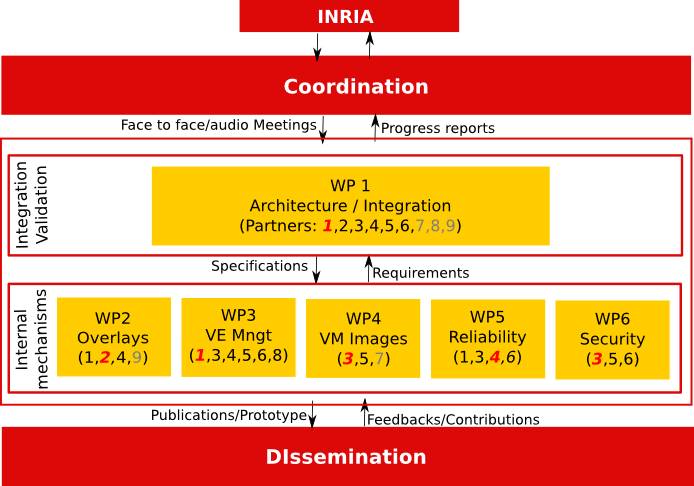 INRIA
Coordination
Face to face/audio Meetings
Progress reports
Integration
Validation
WP 1
Architecture / Integration
(Partners: 1,2,3,4,5,6,7,8,9)
Specifications
Requirements
Internal
mechanisms
WP2
Overlays
(1,2,4,9)
WP3
VE Mngt
(1,3,4,5,6,8)
WP4
VM Images
(3,5,7)
WP5
Reliability
(1,3,4,6)
WP6
Security
(3,5,6)
Publications/Prototype
Feedbacks/Contributions
DIssemination